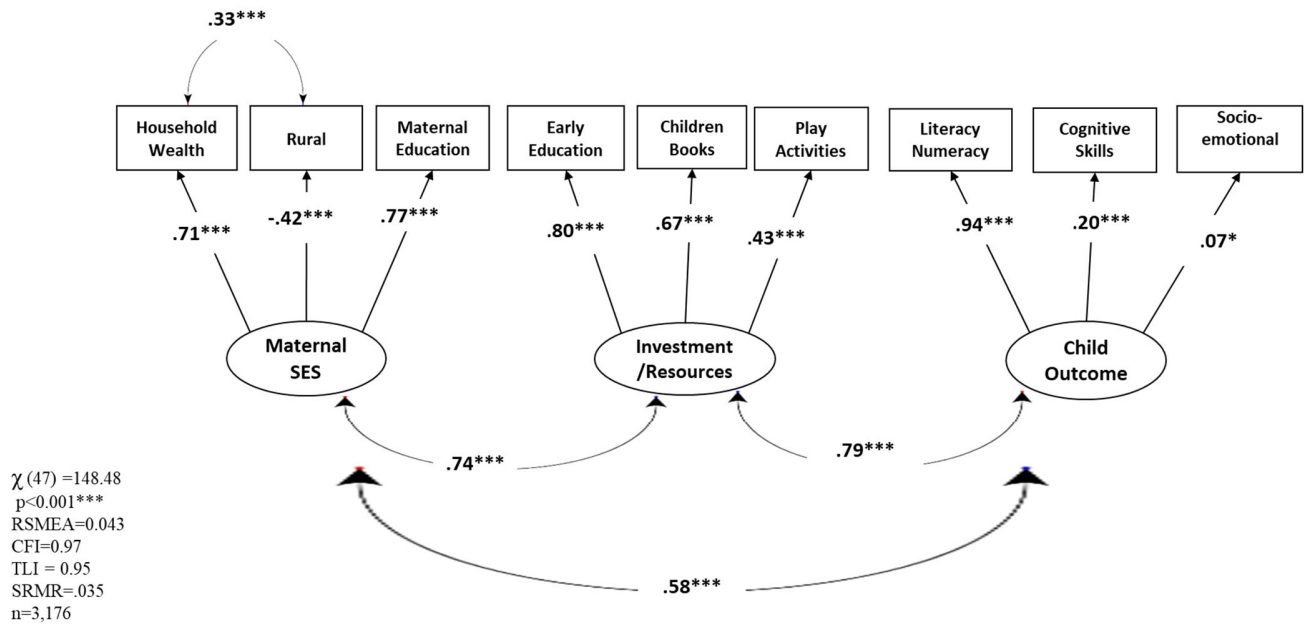 .33***
Household
Wealth
Rural
Maternal
Education
Early
Education
Children
Books
Play
Activities
Literacy
Numeracy
Cognitive
Skills
Socio-
emotional
.71***
-.42***
.77***
.80***
.67***
.43***
.94***
.20***
.07*
Maternal
SES
Investment
/Resources
Child
Outcome
.74***
.79***
.58***
χ (47) =148.48
p<0.001***
RSMEA=0.043
CFI=0.97
TLI = 0.95
SRMR=.035
n=3,176